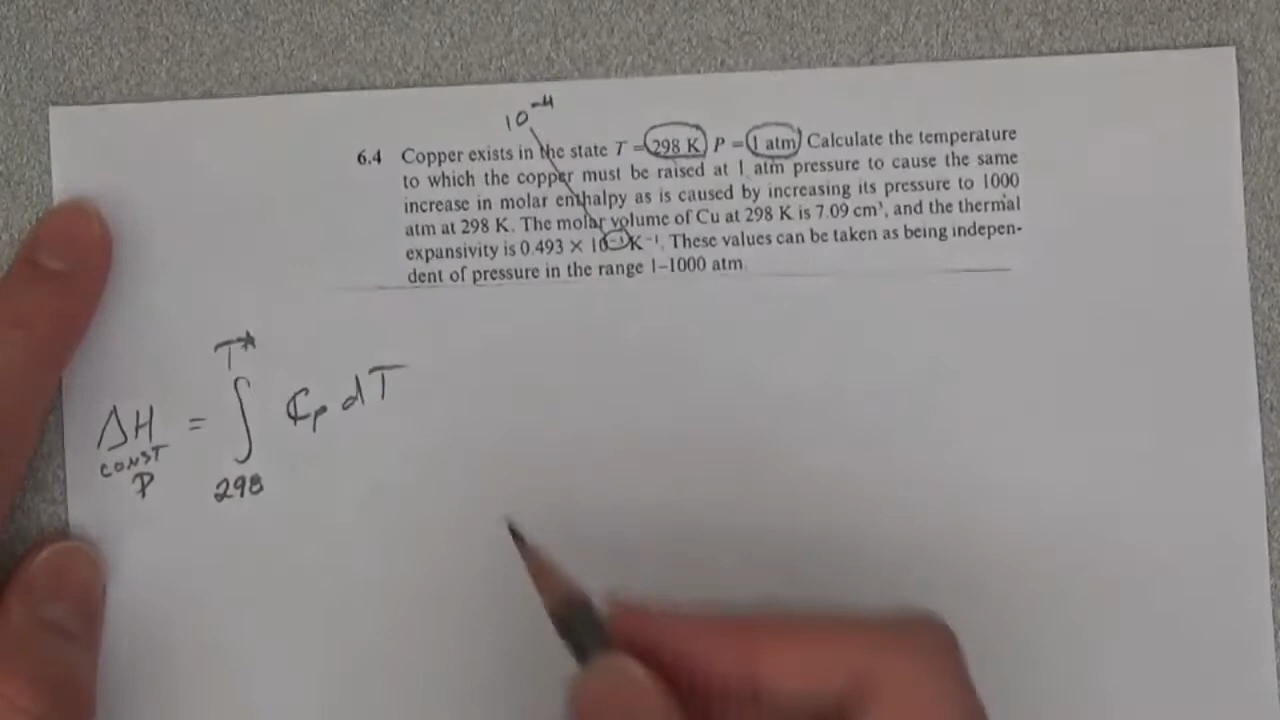 10⁻⁴
6.4 Copper exists in the state T = 298 K, P = 1 atm. Calculate the temperature
to which the copper must be raised at 1 atm pressure to cause the same
increase in molar enthalpy as is caused by increasing its pressure to 1000
atm at 298 K. The molar volume of Cu at 298 K is 7.09 cm³, and the thermal
expansivity is 0.493 × 10⁻³ K⁻¹. These values can be taken as being indepen-
dent of pressure in the range 1–1000 atm.
T*
ΔH = ∫ Cp dT
CONST
P 298